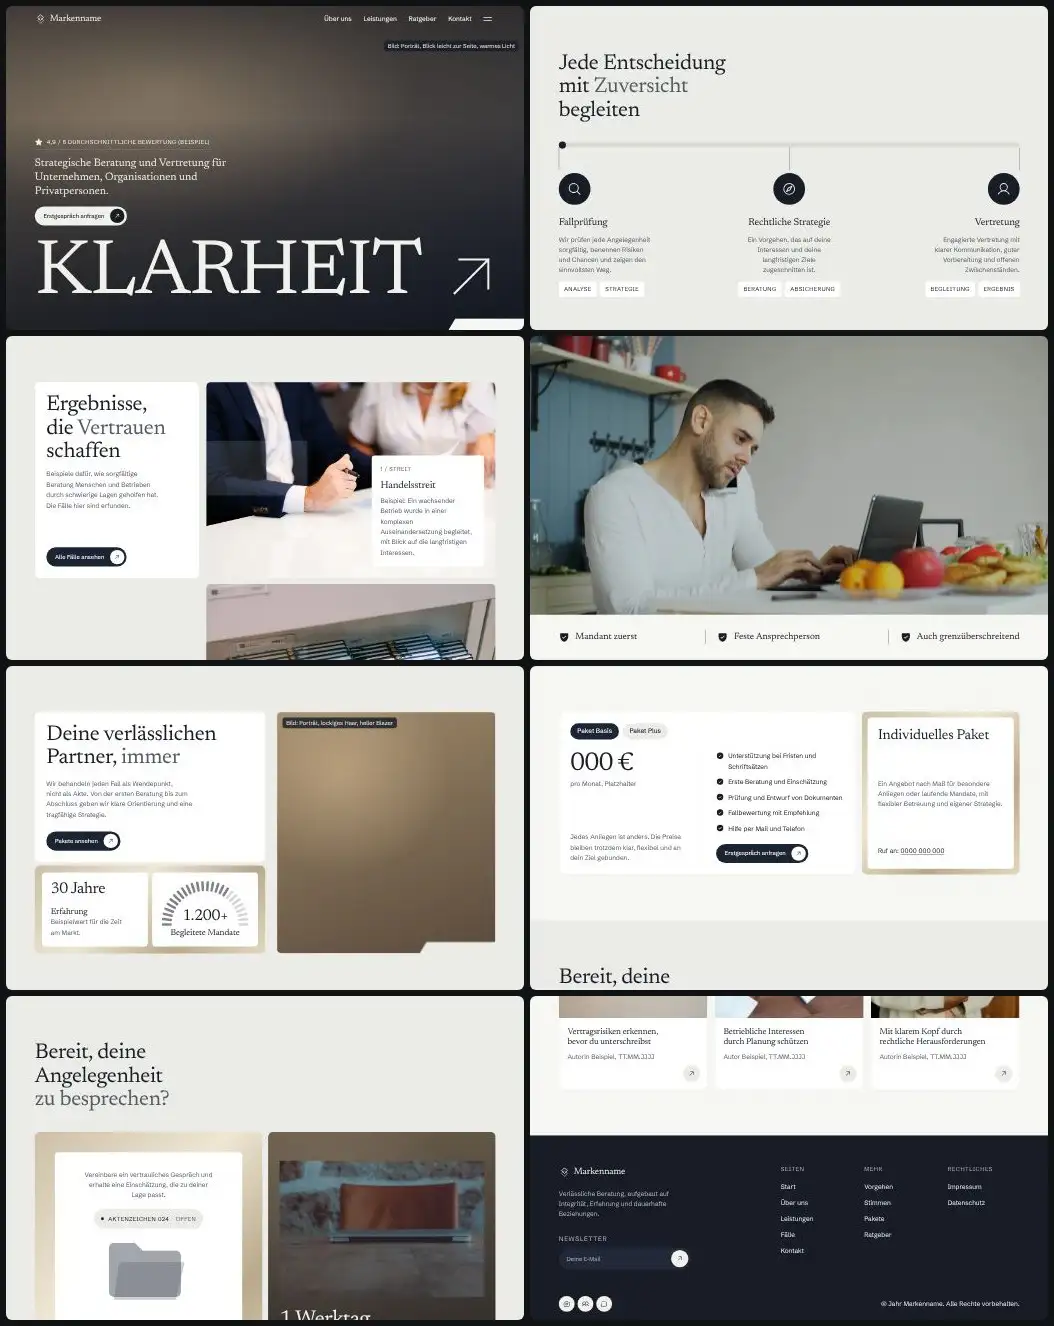 Markenname
Über uns
Leistungen
Ratgeber
Kontakt
Bild: Porträt, Blick leicht zur Seite, warmes Licht
4,9 / 5 DURCHSCHNITTLICHE BEWERTUNG (BEISPIEL)
Strategische Beratung und Vertretung für
Unternehmen, Organisationen und
Privatpersonen.
Erstgespräch anfragen
KLARHEIT
Jede Entscheidung
mit Zuversicht
begleiten
Fallprüfung
Wir prüfen jede Angelegenheit
sorgfältig, benennen Risiken
und Chancen und zeigen den
sinnvollsten Weg.
ANALYSE
STRATEGIE
Rechtliche Strategie
Ein Vorgehen, das auf deine
Interessen und deine
langfristigen Ziele
zugeschnitten ist.
BERATUNG
ABSICHERUNG
Vertretung
Engagierte Vertretung mit
klarer Kommunikation, guter
Vorbereitung und offenen
Zwischenständen.
BEGLEITUNG
ERGEBNIS
Ergebnisse,
die Vertrauen
schaffen
Beispiele dafür, wie sorgfältige
Beratung Menschen und Betrieben
durch schwierige Lagen geholfen hat.
Die Fälle hier sind erfunden.
Alle Fälle ansehen
1 / STREIT
Handelsstreit
Beispiel: Ein wachsender
Betrieb wurde in einer
komplexen
Auseinandersetzung begleitet,
mit Blick auf die langfristigen
Interessen.
Mandant zuerst
Feste Ansprechperson
Auch grenzüberschreitend
Deine verlässlichen
Partner, immer
Wir behandeln jeden Fall als Wendepunkt,
nicht als Akte. Von der ersten Beratung bis zum
Abschluss geben wir klare Orientierung und eine
tragfähige Strategie.
Pakete ansehen
30 Jahre
Erfahrung
Beispielwert für die Zeit
am Markt.
1.200+
Begleitete Mandate
Bild: Porträt, lockiges Haar, heller Blazer
Paket Basis
Paket Plus
000 €
pro Monat, Platzhalter
Jedes Anliegen ist anders. Die Preise
bleiben trotzdem klar, flexibel und an
dein Ziel gebunden.
Unterstützung bei Fristen und
Schriftsätzen
Erste Beratung und Einschätzung
Prüfung und Entwurf von Dokumenten
Fallbewertung mit Empfehlung
Hilfe per Mail und Telefon
Erstgespräch anfragen
Individuelles Paket
Ein Angebot nach Maß für besondere
Anliegen oder laufende Mandate, mit
flexibler Betreuung und eigener Strategie.
Ruf an: 0000 000 000
Bereit, deine
Bereit, deine
Angelegenheit
zu besprechen?
Vereinbare ein vertrauliches Gespräch und
erhalte eine Einschätzung, die zu deiner
Lage passt.
AKTENZEICHEN 024 OFFEN
1 Werktag
Vertragsrisiken erkennen,
bevor du unterschreibst
Autorin Beispiel, TT.MM.JJJJ
Betriebliche Interessen
durch Planung schützen
Autor Beispiel, TT.MM.JJJJ
Mit klarem Kopf durch
rechtliche Herausforderungen
Autorin Beispiel, TT.MM.JJJJ
Markenname
Verlässliche Beratung, aufgebaut auf
Integrität, Erfahrung und dauerhafte
Beziehungen.
NEWSLETTER
Deine E-Mail
SEITEN
Start
Über uns
Leistungen
Fälle
Kontakt
MEHR
Vorgehen
Stimmen
Pakete
Ratgeber
RECHTLICHES
Impressum
Datenschutz
© Jahr Markenname. Alle Rechte vorbehalten.